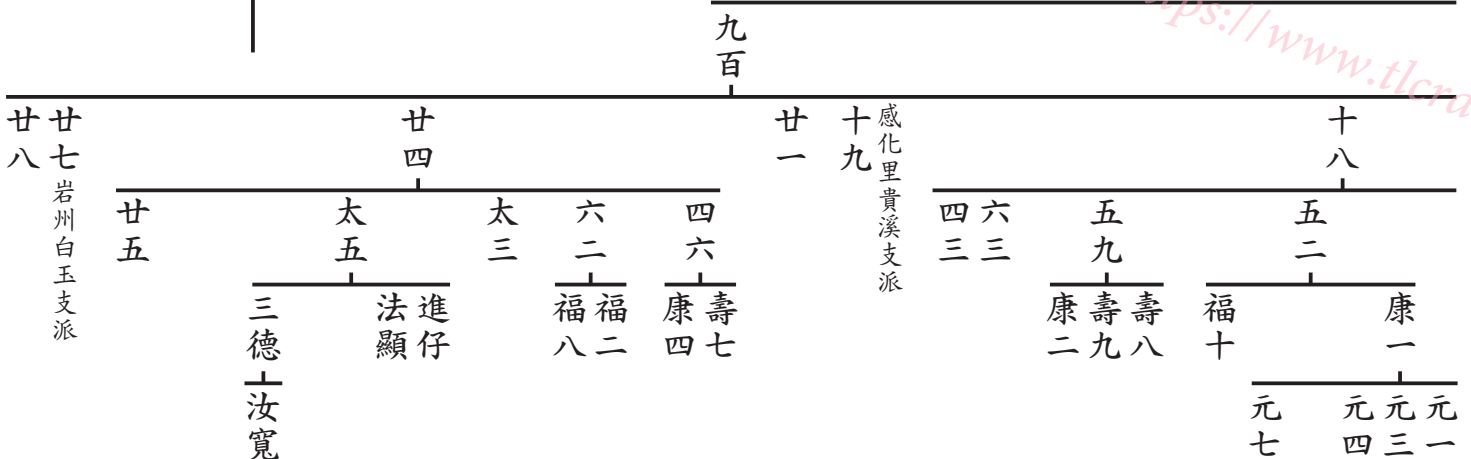 https://www.tlcra
九百
十八
十九
感化里貴溪支派
廿一
廿四
廿七
岩州白玉支派
廿八
五二
五九
六三
四三
四六
六二
太三
太五
廿五
康一
福十
壽八
壽九
康二
壽七
康四
福二
福八
進仔
法顯
三德
元一
元三
元四
元七
汝寬